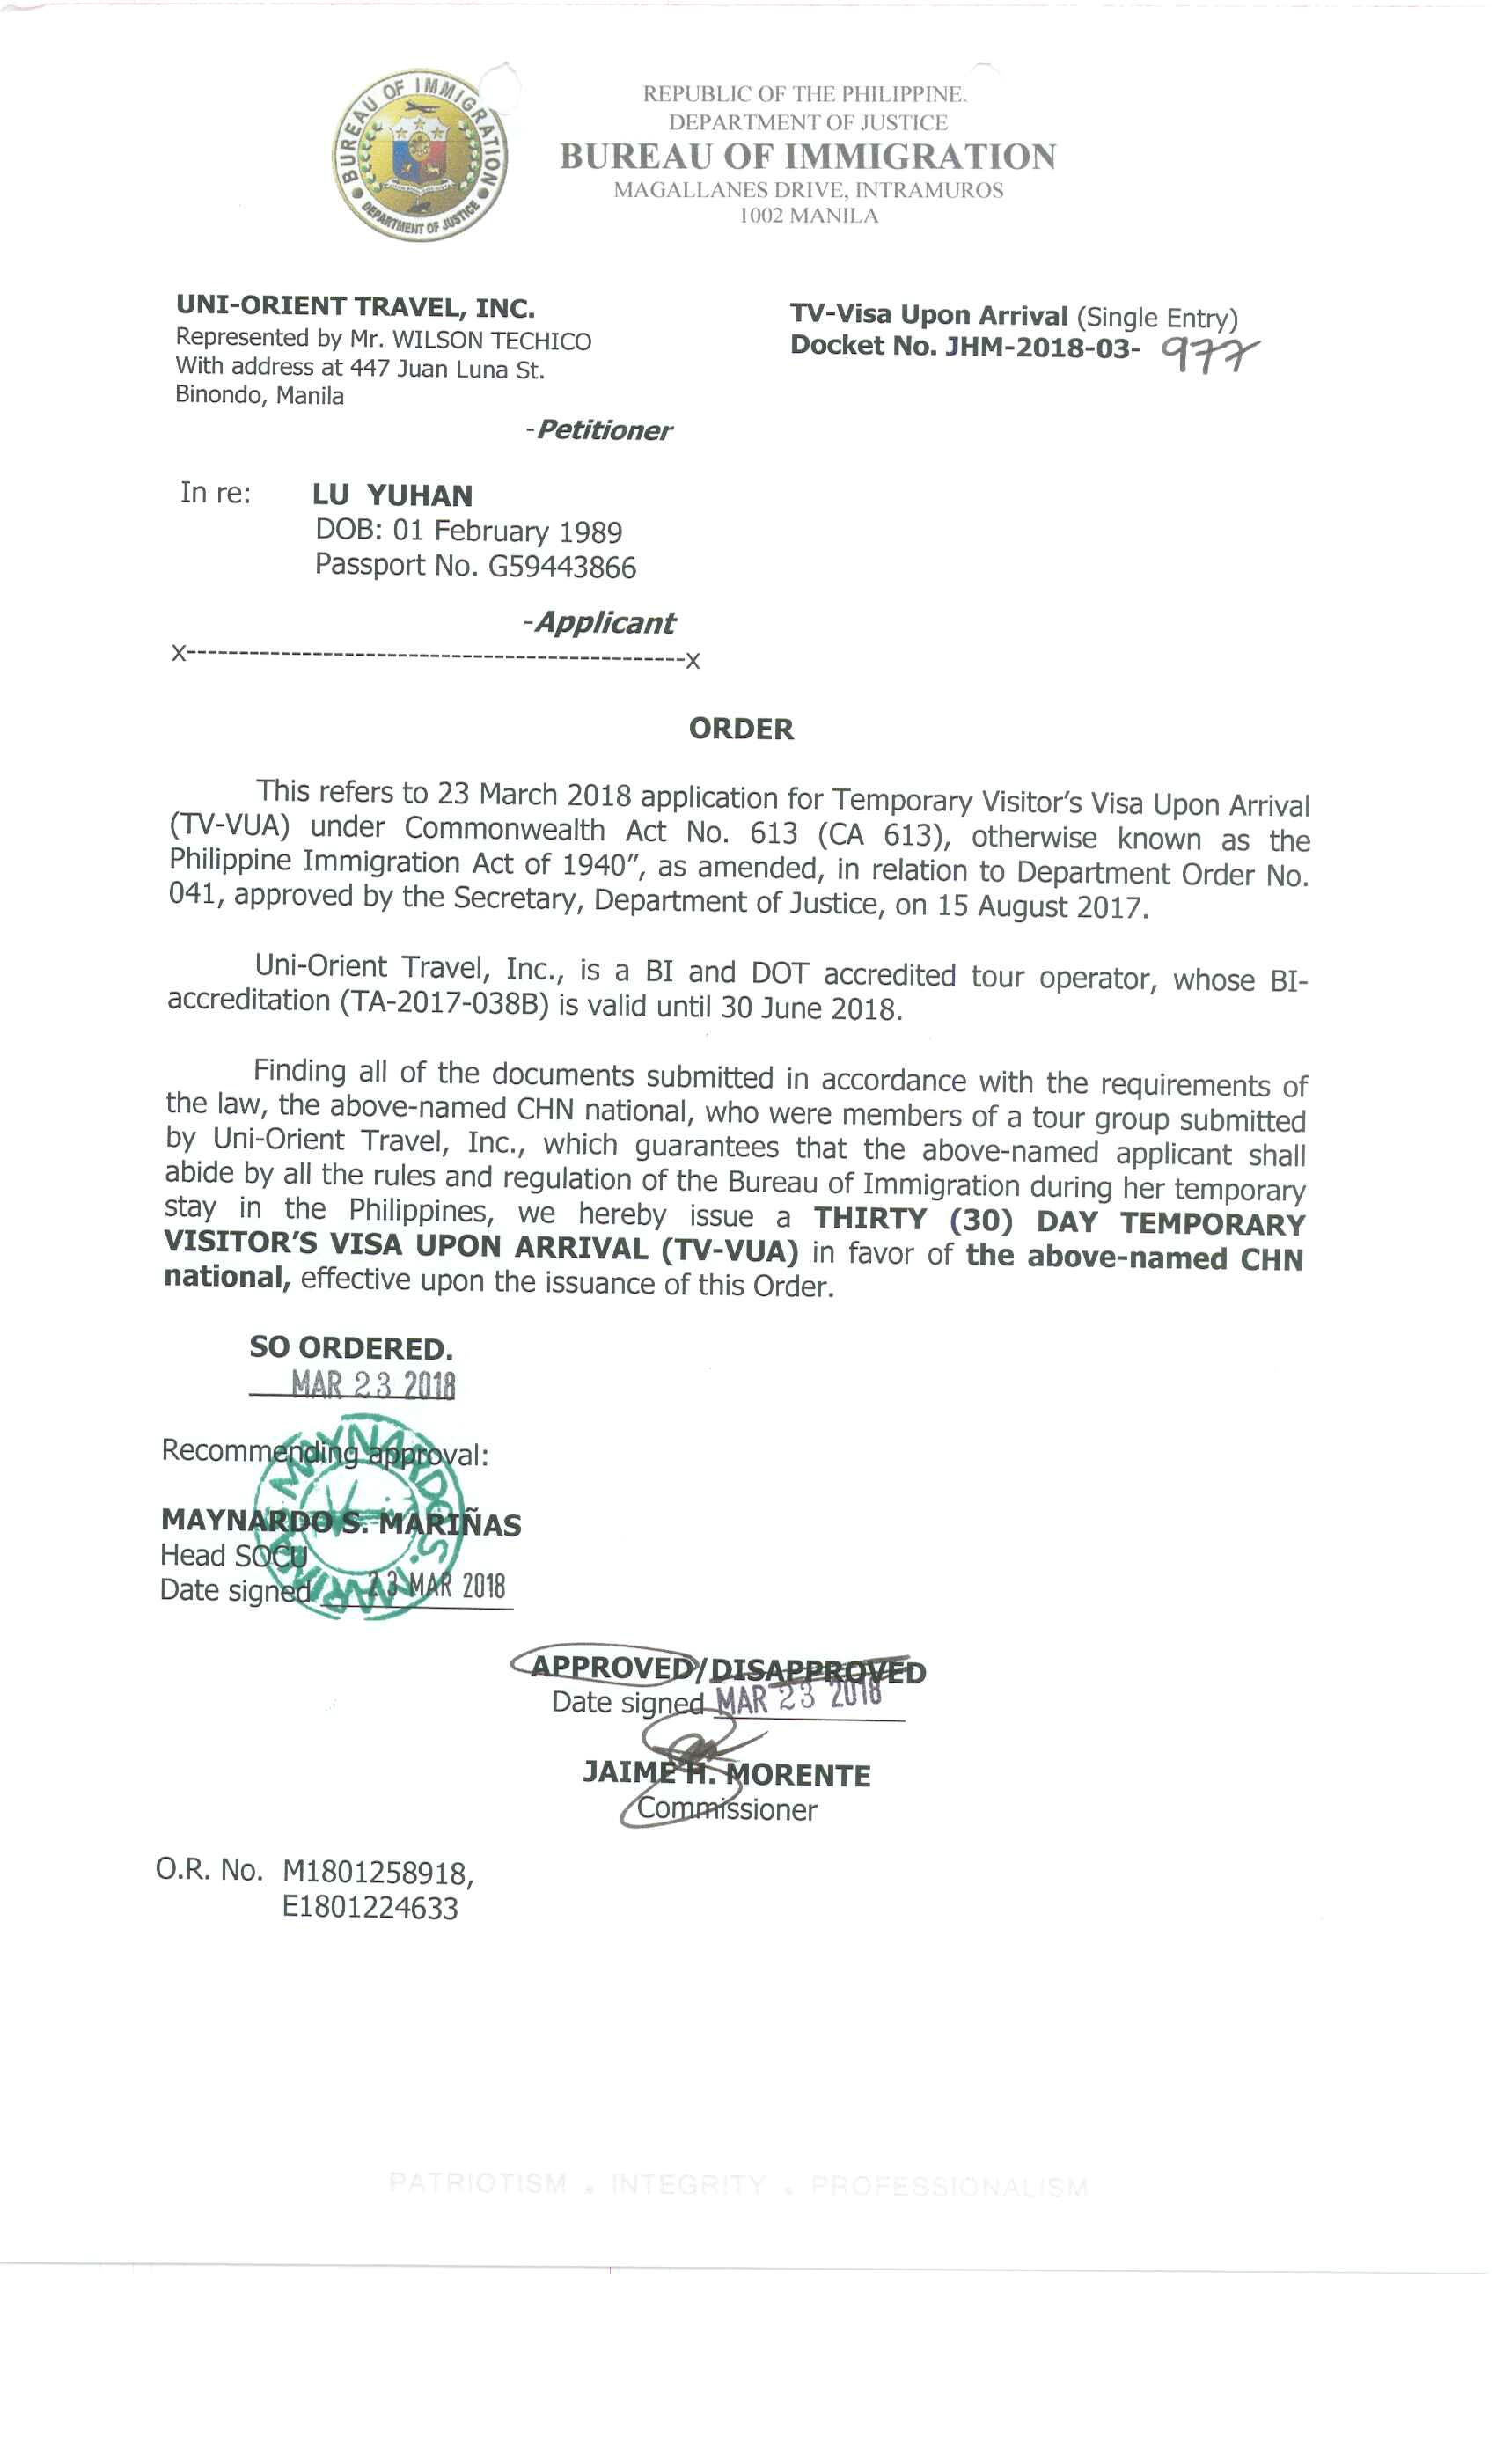 BUREAU OF IMMIGRATION
DEPARTMENT OF JUSTICE
REPUBLIC OF THE PHILIPPINE.
DEPARTMENT OF JUSTICE
BUREAU OF IMMIGRATION
MAGALLANES DRIVE, INTRAMUROS
1002 MANILA
UNI-ORIENT TRAVEL, INC.
Represented by Mr. WILSON TECHICO
With address at 447 Juan Luna St.
Binondo, Manila
-Petitioner
TV-Visa Upon Arrival (Single Entry)
Docket No. JHM-2018-03- 977
In re: LU YUHAN
DOB: 01 February 1989
Passport No. G59443866
-Applicant
X------------------------------------------------X
ORDER
This refers to 23 March 2018 application for Temporary Visitor's Visa Upon Arrival
(TV-VUA) under Commonwealth Act No. 613 (CA 613), otherwise known as the
Philippine Immigration Act of 1940", as amended, in relation to Department Order No.
041, approved by the Secretary, Department of Justice, on 15 August 2017.
Uni-Orient Travel, Inc., is a BI and DOT accredited tour operator, whose BI-
accreditation (TA-2017-038B) is valid until 30 June 2018.
Finding all of the documents submitted in accordance with the requirements of
the law, the above-named CHN national, who were members of a tour group submitted
by Uni-Orient Travel, Inc., which guarantees that the above-named applicant shall
abide by all the rules and regulation of the Bureau of Immigration during her temporary
stay in the Philippines, we hereby issue a THIRTY (30) DAY TEMPORARY
VISITOR'S VISA UPON ARRIVAL (TV-VUA) in favor of the above-named CHN
national, effective upon the issuance of this Order.
SO ORDERED.
MAR 23 2018
Recommending approval:
MAYNARDO S. MARIÑAS
MAYNARDO S. MARIÑAS
Head SOCU
Date signed 23 MAR 2018
APPROVED/DISAPPROVED
Date signed MAR 23 2018
JAIME H. MORENTE
Commissioner
O.R. No. M1801258918,
E1801224633
PATRIOTISM . INTEGRITY . PROFESSIONALISM